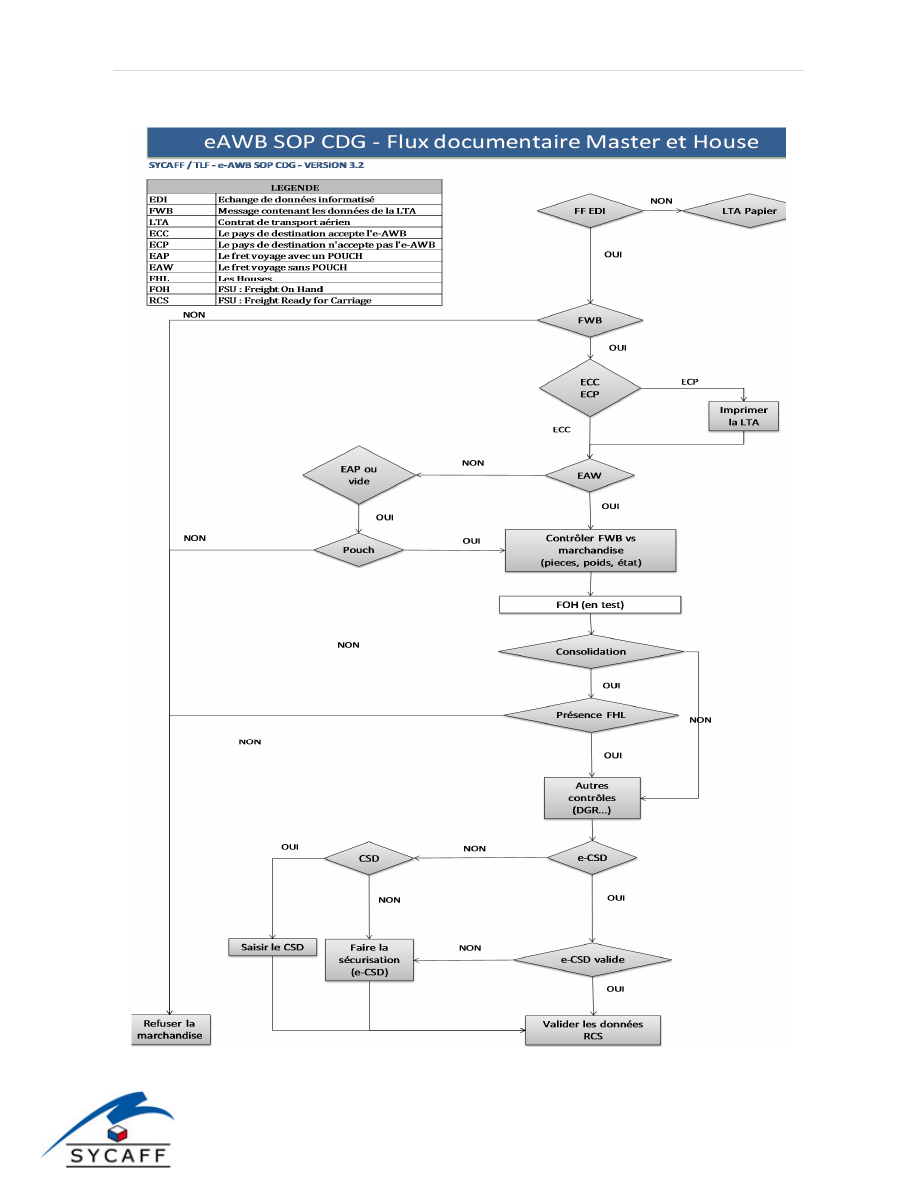 eAWB SOP CDG - Flux documentaire Master et House
SYCAFF / TLF - e-AWB SOP CDG - VERSION 3.2
LEGENDE
EDI Echange de données informatisé
FWB Message contenant les données de la LTA
LTA Contrat de transport aérien
ECC Le pays de destination accepte l'e-AWB
ECP Le pays de destination n'accepte pas l'e-AWB
EAP Le fret voyage avec un POUCH
EAW Le fret voyage sans POUCH
FHL Les Houses
FOH FSU : Freight On Hand
RCS FSU : Freight Ready for Carriage
FF EDI
NON
LTA Papier
OUI
NON
FWB
OUI
ECC
ECP
ECP
Imprimer
la LTA
ECC
EAP ou
vide
NON
EAW
OUI
OUI
NON
Pouch
OUI
Contrôler FWB vs
marchandise
(pieces, poids, état)
FOH (en test)
NON
Consolidation
OUI
Présence FHL
NON
NON
OUI
Autres
contrôles
(DGR...)
OUI
CSD
NON
e-CSD
NON
OUI
Saisir le CSD
Faire la
sécurisation
(e-CSD)
NON
e-CSD valide
OUI
Refuser la
marchandise
Valider les données
RCS
SYCAFF